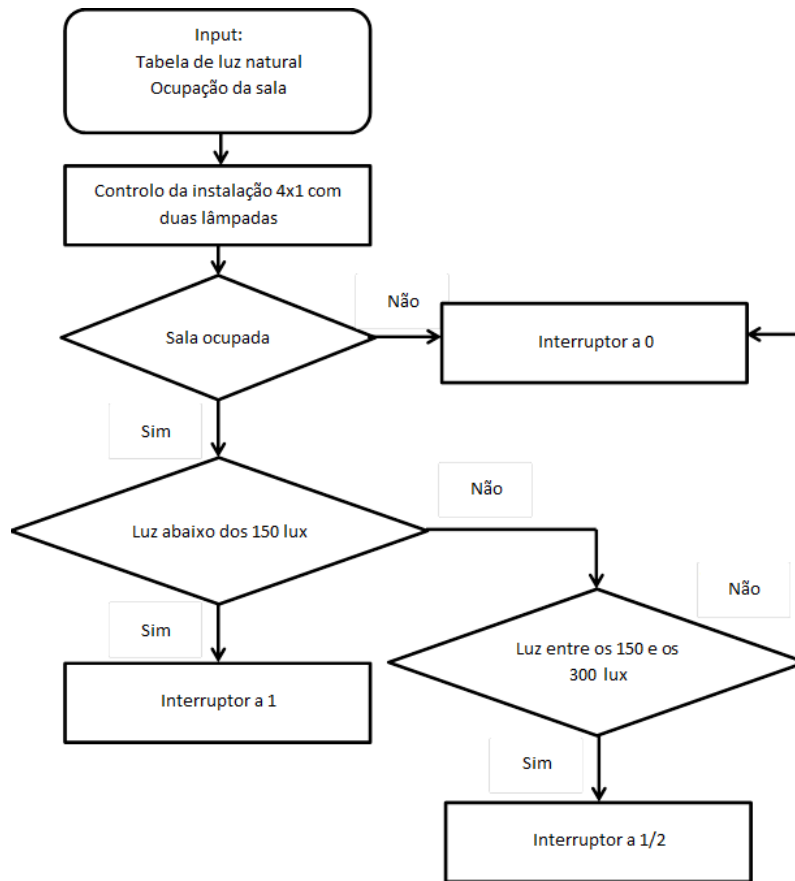 Input:
Tabela de luz natural
Ocupação da sala
Controlo da instalação 4x1 com
duas lâmpadas
Sala ocupada
Não
Interruptor a 0
Sim
Luz abaixo dos 150 lux
Não
Sim
Interruptor a 1
Luz entre os 150 e os
300 lux
Não
Sim
Interruptor a 1/2